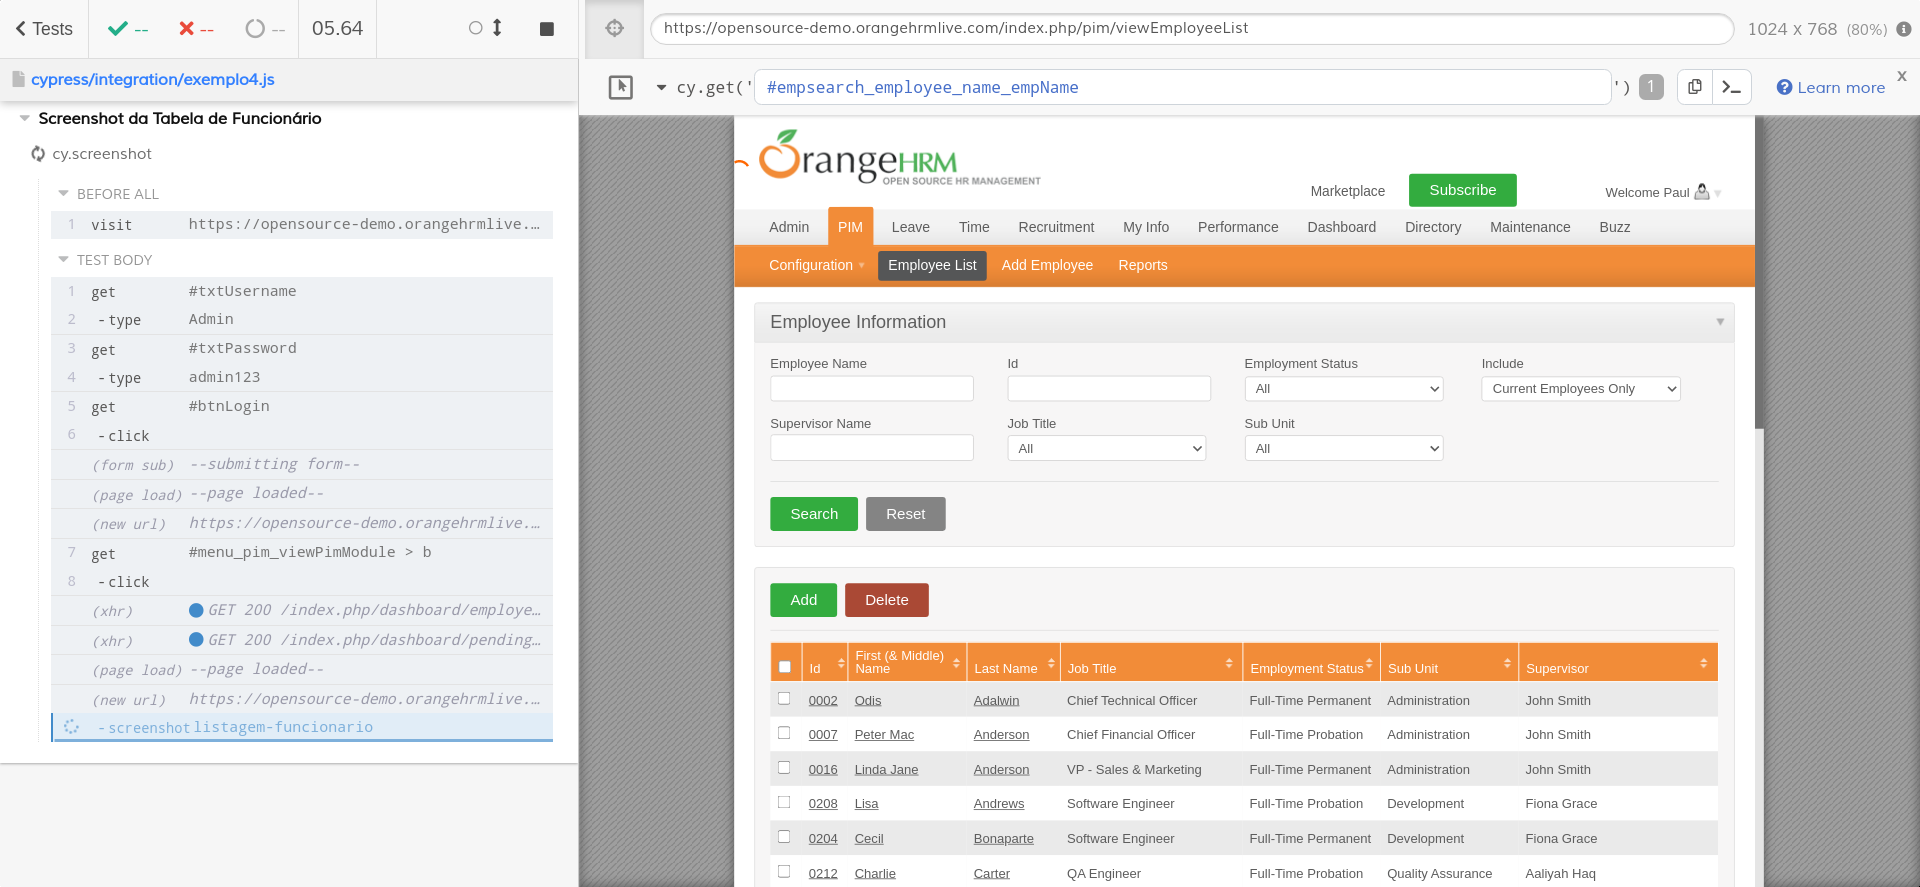 Tests
--
--
--
05.64
https://opensource-demo.orangehrmlive.com/index.php/pim/viewEmployeeList
1024 x 768 (80%)
cypress/integration/exemplo4.js
cy.get('
#empsearch_employee_name_empName
')
1
Learn more
x
Screenshot da Tabela de Funcionário
cy.screenshot
BEFORE ALL
1 visit https://opensource-demo.orangehrmlive.…
TEST BODY
1 get #txtUsername
2 -type Admin
3 get #txtPassword
4 -type admin123
5 get #btnLogin
6 -click
(form sub) --submitting form--
(page load) --page loaded--
(new url) https://opensource-demo.orangehrmlive.…
7 get #menu_pim_viewPimModule > b
8 -click
(xhr) GET 200 /index.php/dashboard/employe…
(xhr) GET 200 /index.php/dashboard/pending…
(page load) --page loaded--
(new url) https://opensource-demo.orangehrmlive.…
-screenshot listagem-funcionario
OrangeHRM
OPEN SOURCE HR MANAGEMENT
Marketplace Subscribe Welcome Paul
Admin PIM Leave Time Recruitment My Info Performance Dashboard Directory Maintenance Buzz
Configuration Employee List Add Employee Reports
Employee Information
Employee Name Id Employment Status Include
All Current Employees Only
Supervisor Name Job Title Sub Unit
All All
Search Reset
Add Delete
Id First (& Middle) Name Last Name Job Title Employment Status Sub Unit Supervisor
0002 Odis Adalwin Chief Technical Officer Full-Time Permanent Administration John Smith
0007 Peter Mac Anderson Chief Financial Officer Full-Time Probation Administration John Smith
0016 Linda Jane Anderson VP - Sales & Marketing Full-Time Permanent Administration John Smith
0208 Lisa Andrews Software Engineer Full-Time Probation Development Fiona Grace
0204 Cecil Bonaparte Software Engineer Full-Time Permanent Development Fiona Grace
0212 Charlie Carter QA Engineer Full-Time Probation Quality Assurance Aaliyah Haq